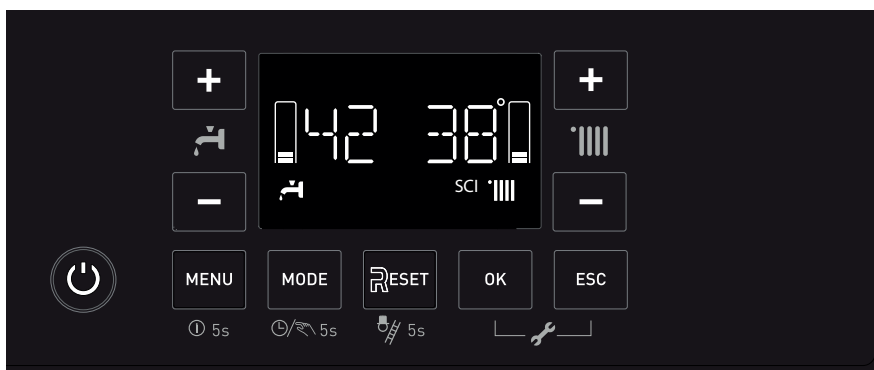 + +
42 38°
SCI
- -
MENU MODE RESET OK ESC
5s 5s 5s